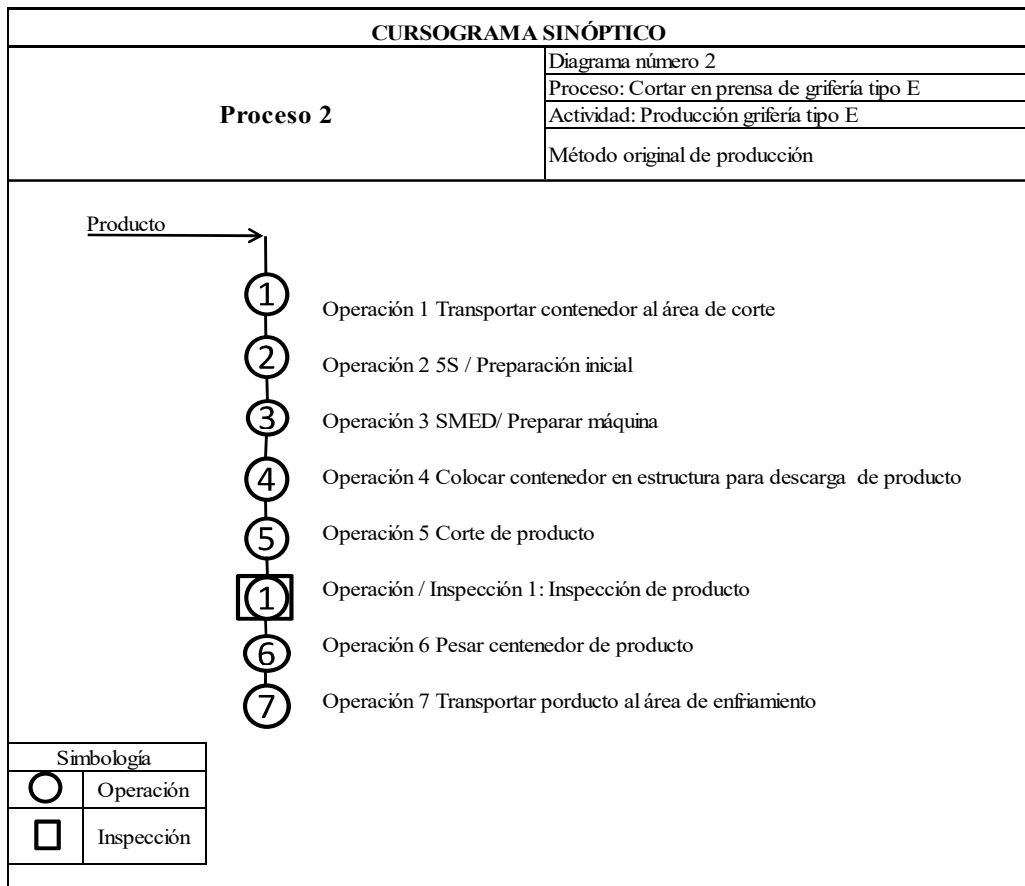 CURSOGRAMA SINÓPTICO
Proceso 2
Diagrama número 2
Proceso: Cortar en prensa de grifería tipo E
Actividad: Producción grifería tipo E
Método original de producción
Producto
1
Operación 1 Transportar contenedor al área de corte
2
Operación 2 5S / Preparación inicial
3
Operación 3 SMED/ Preparar máquina
4
Operación 4 Colocar contenedor en estructura para descarga de producto
5
Operación 5 Corte de producto
1
Operación / Inspección 1: Inspección de producto
6
Operación 6 Pesar centenedor de producto
7
Operación 7 Transportar porducto al área de enfriamiento
Simbología
Operación
Inspección